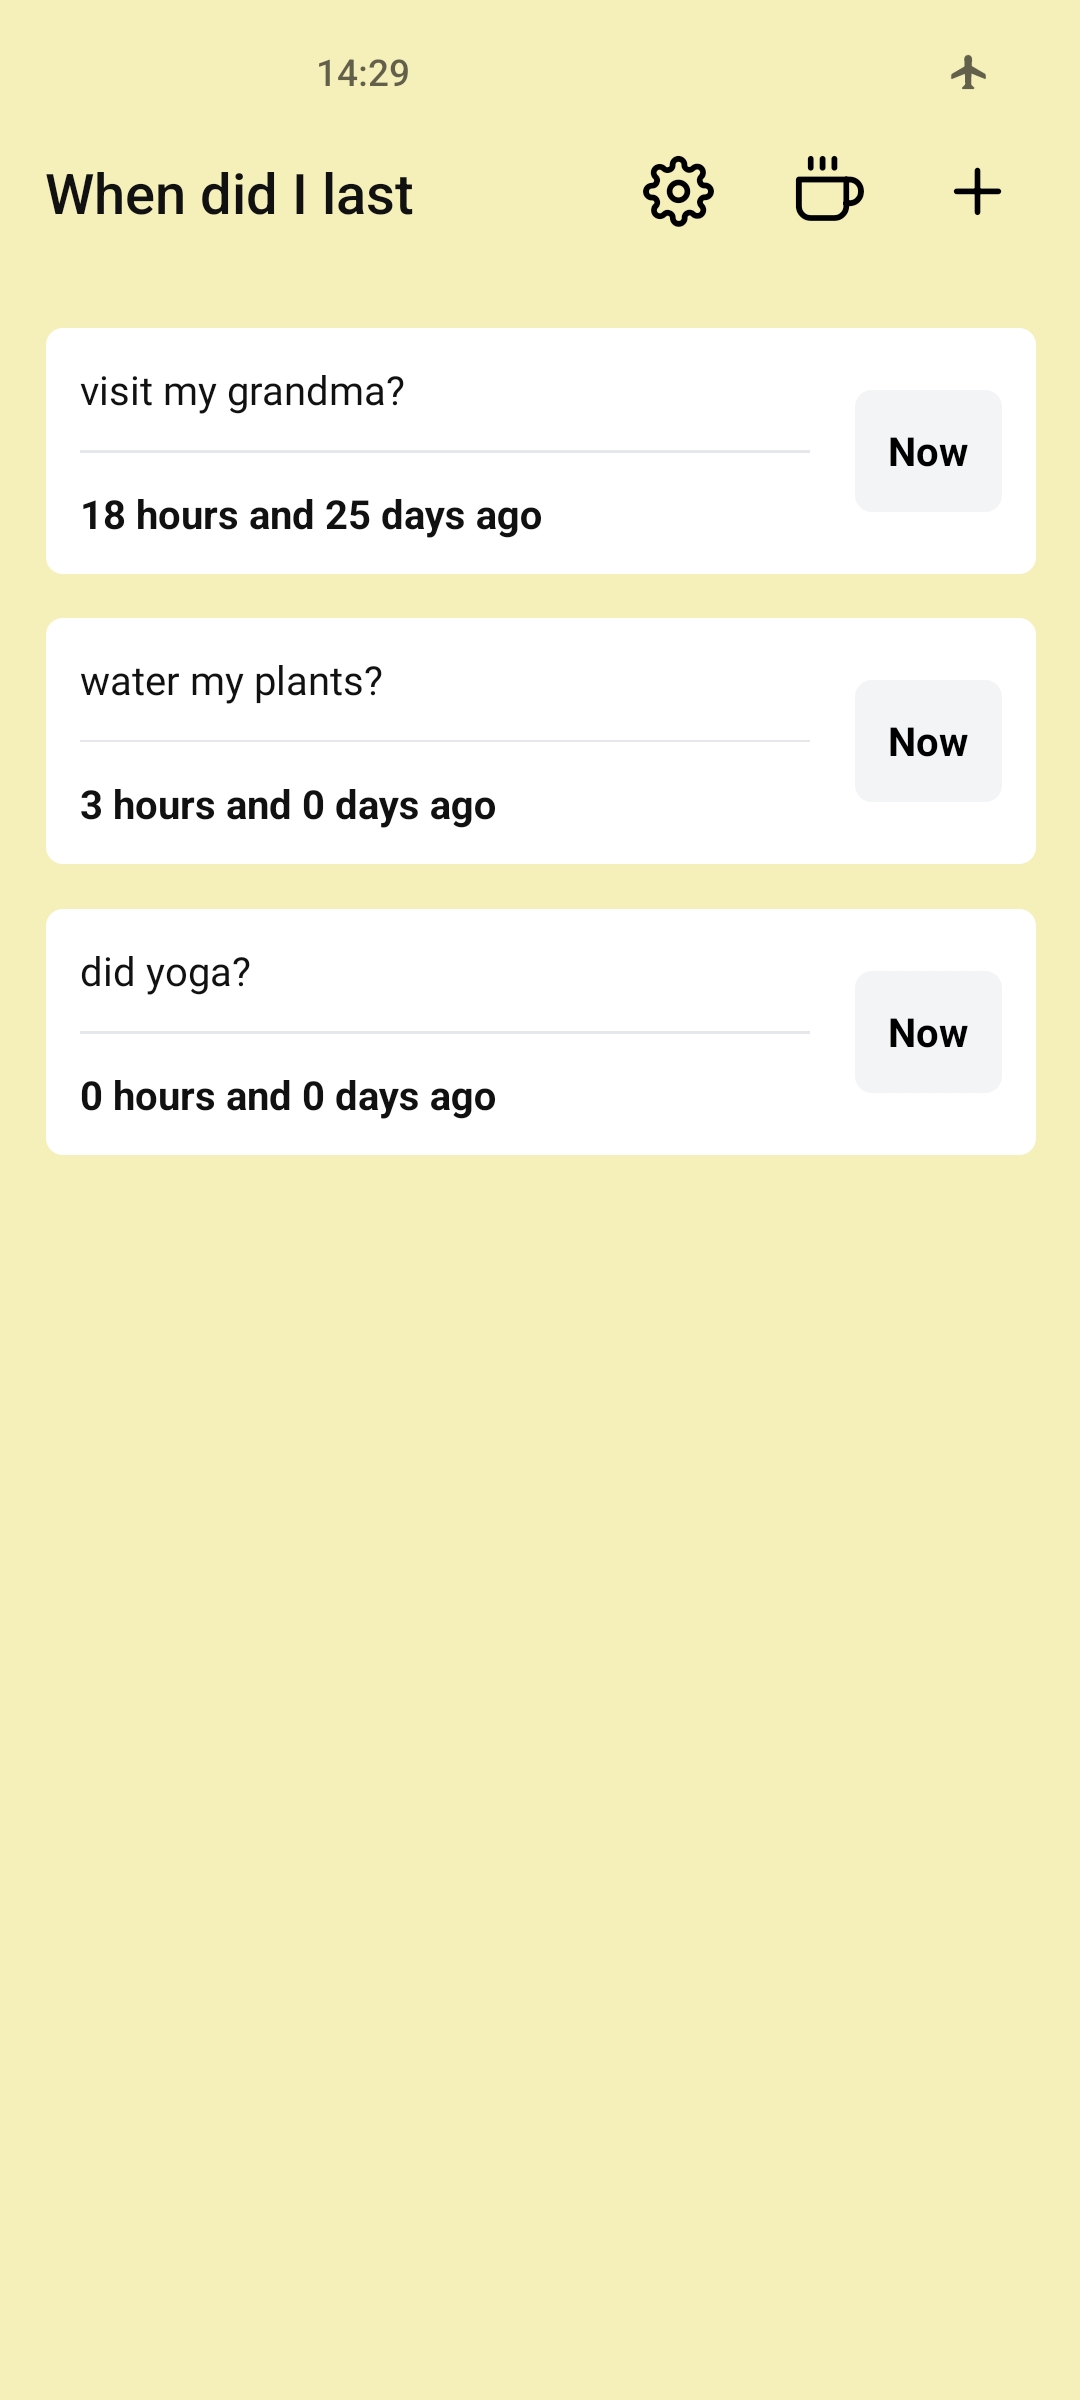 14:29
When did I last
visit my grandma?
Now
18 hours and 25 days ago
water my plants?
Now
3 hours and 0 days ago
did yoga?
Now
0 hours and 0 days ago